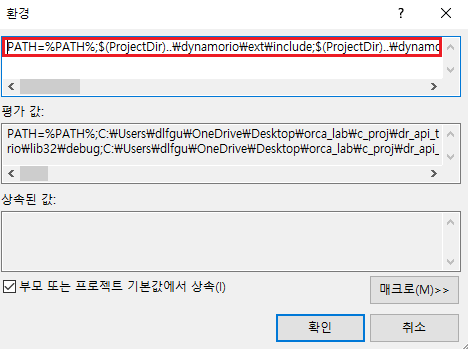 환경
PATH=%PATH%;$(ProjectDir)..\dynamorio\ext\include;$(ProjectDir)..\dynamo
평가 값:
PATH=%PATH%;C:\Users\dlfgu\OneDrive\Desktop\orca_lab\c_proj\dr_api_t
rio\lib32\debug;C:\Users\dlfgu\OneDrive\Desktop\orca_lab\c_proj\dr_api_
상속된 값:
부모 또는 프로젝트 기본값에서 상속(I)
매크로(M)>>
확인
취소